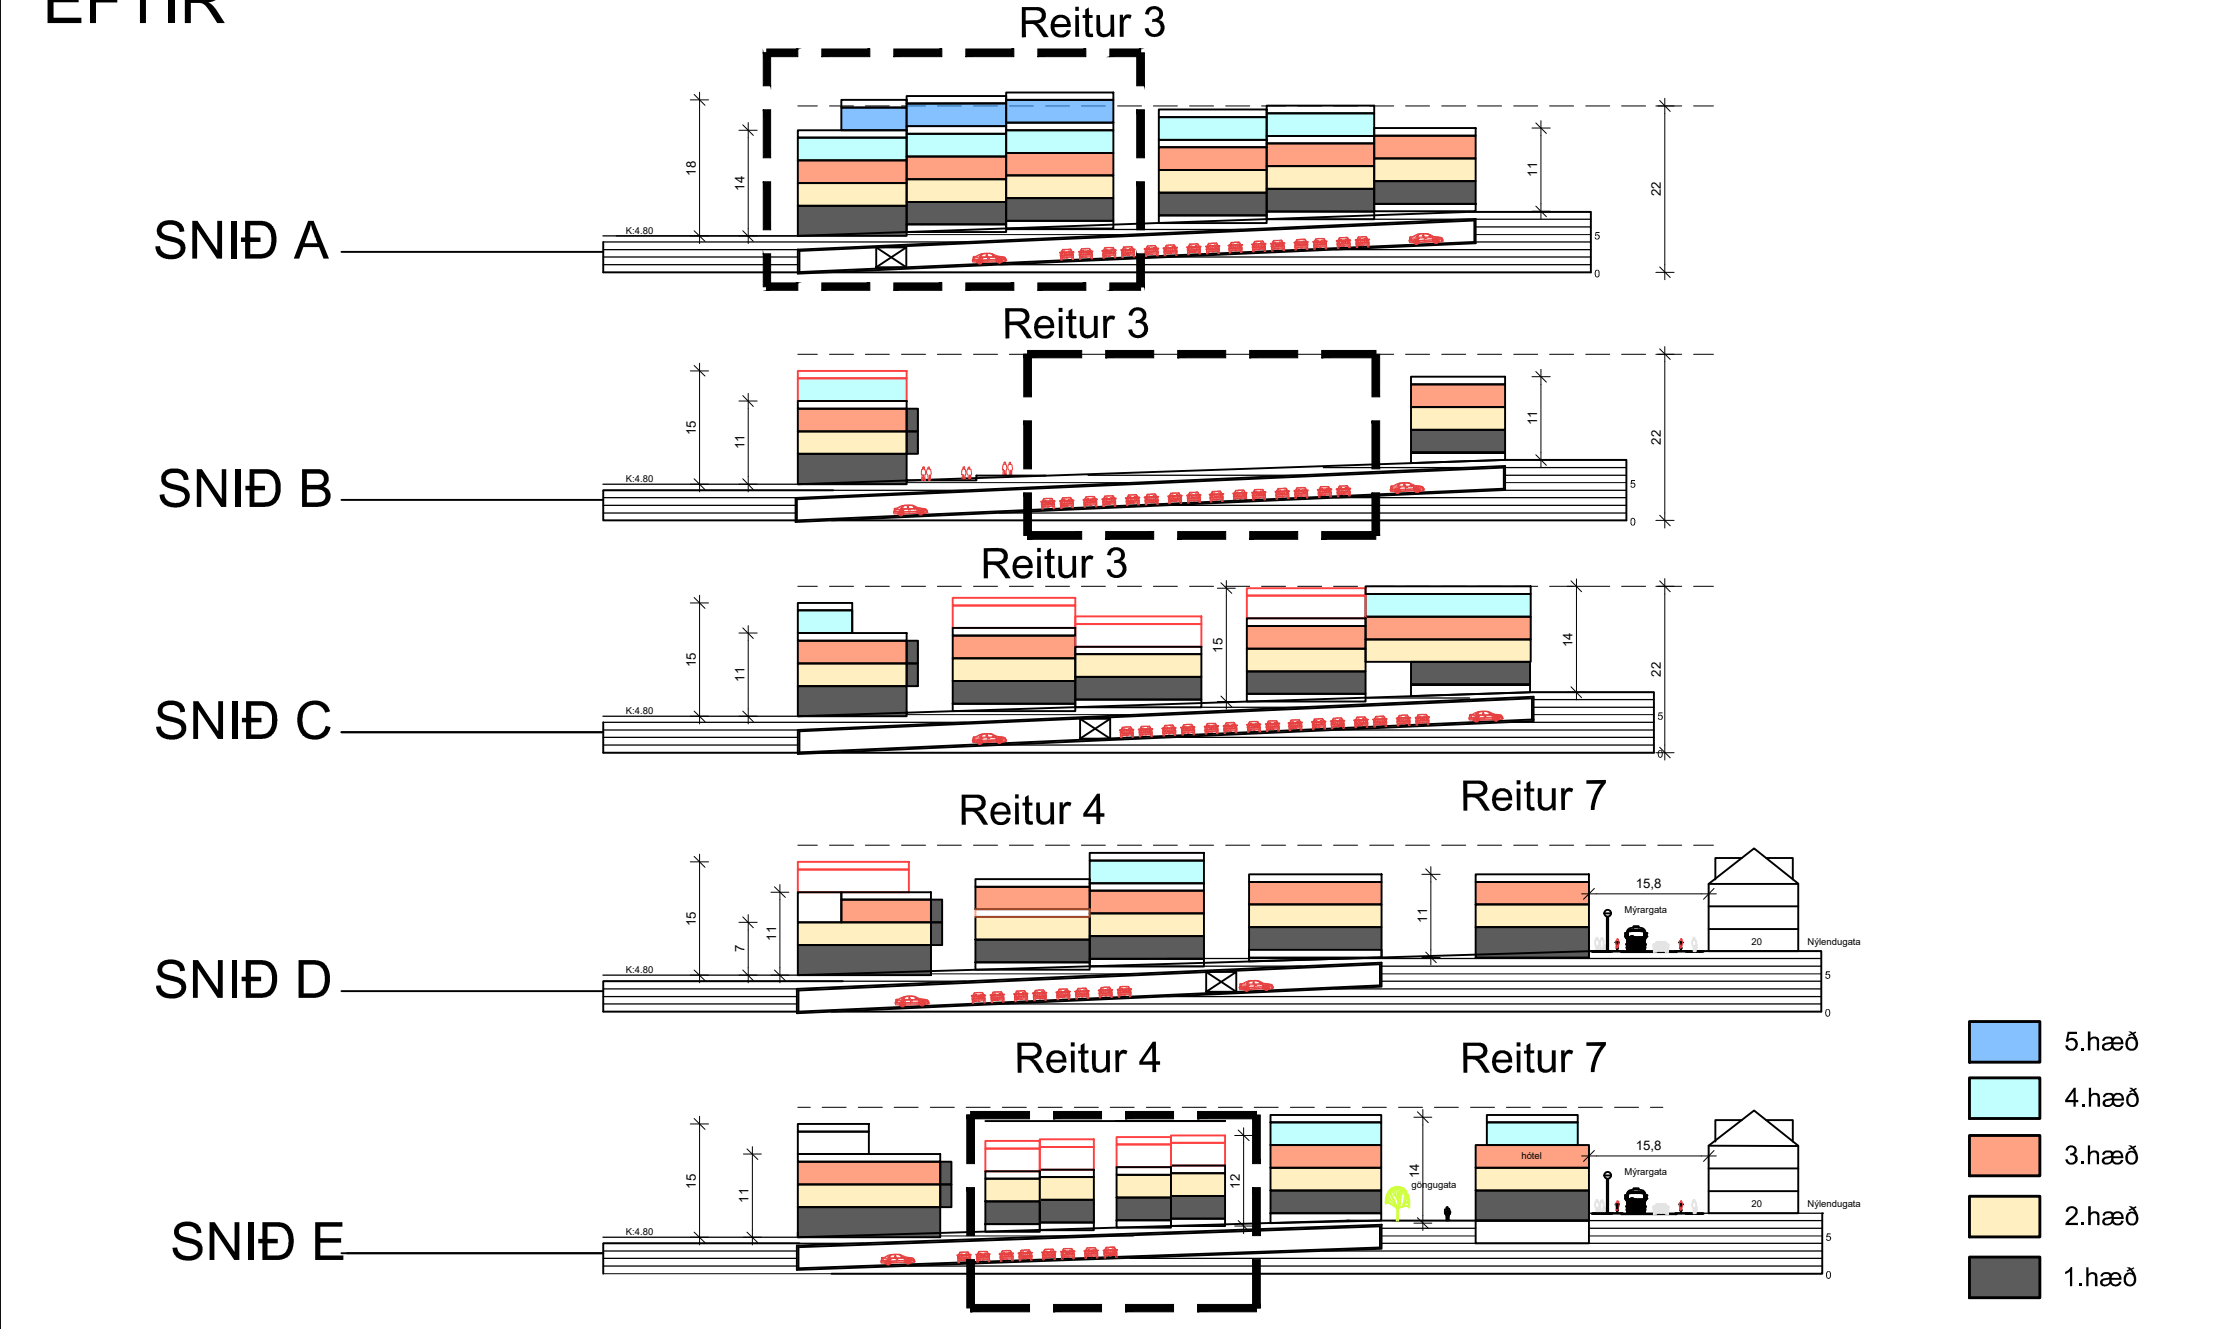 EFTIR
Reitur 3
18
14
11
22
SNIÐ A
K:4.80
5
0
Reitur 3
15
11
11
22
SNIÐ B
K:4.80
5
0
Reitur 3
15
11
15
14
22
SNIÐ C
K:4.80
5
0
Reitur 4
Reitur 7
15
7
11
11
15,8
Mýrargata
20
Nýlendugata
SNIÐ D
K:4.80
5
0
Reitur 4
Reitur 7
15
11
12
14
göngugata
hótel
15,8
Mýrargata
20
Nýlendugata
SNIÐ E
K:4.80
5
0
5.hæð
4.hæð
3.hæð
2.hæð
1.hæð